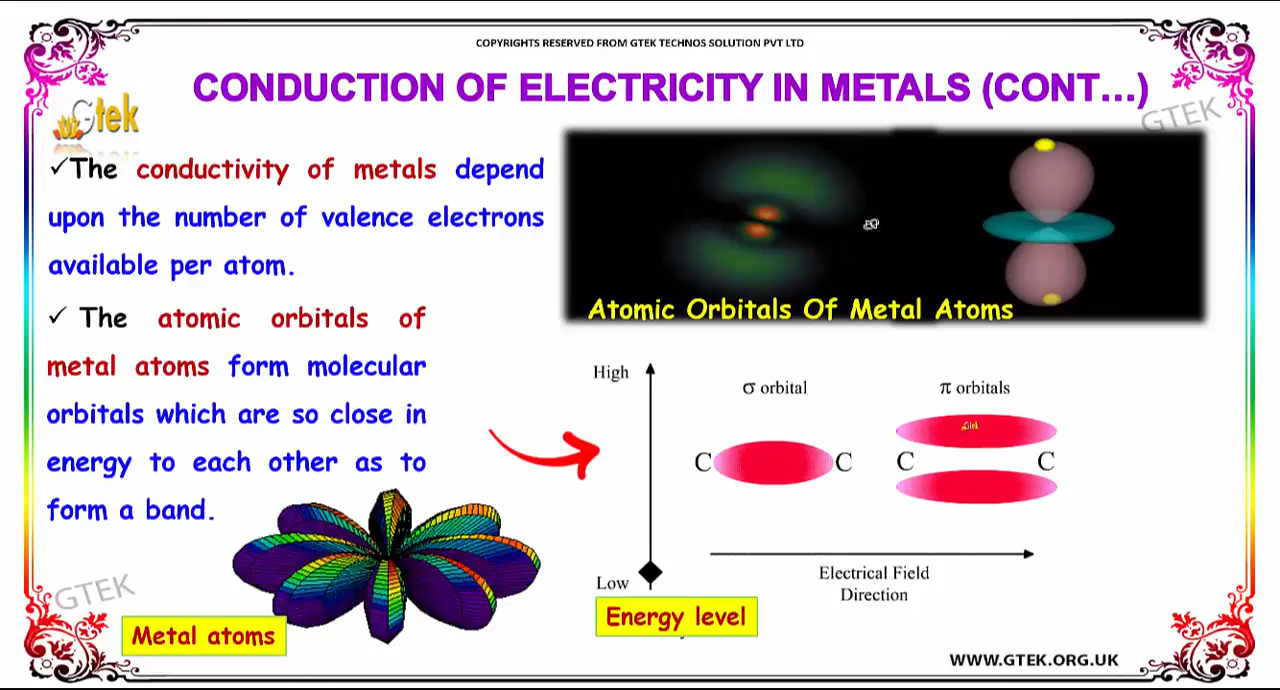 COPYRIGHTS RESERVED FROM GTEK TECHNOS SOLUTION PVT LTD
CONDUCTION OF ELECTRICITY IN METALS (CONT...)
Gtek
GTEK
✓The conductivity of metals depend
upon the number of valence electrons
available per atom.
✓ The atomic orbitals of
metal atoms form molecular
orbitals which are so close in
energy to each other as to
form a band.
Atomic Orbitals Of Metal Atoms
High
σ orbital
π orbitals
Gtek
C C C C
Electrical Field
Direction
Low
Energy level
GTEK
Metal atoms
WWW.GTEK.ORG.UK